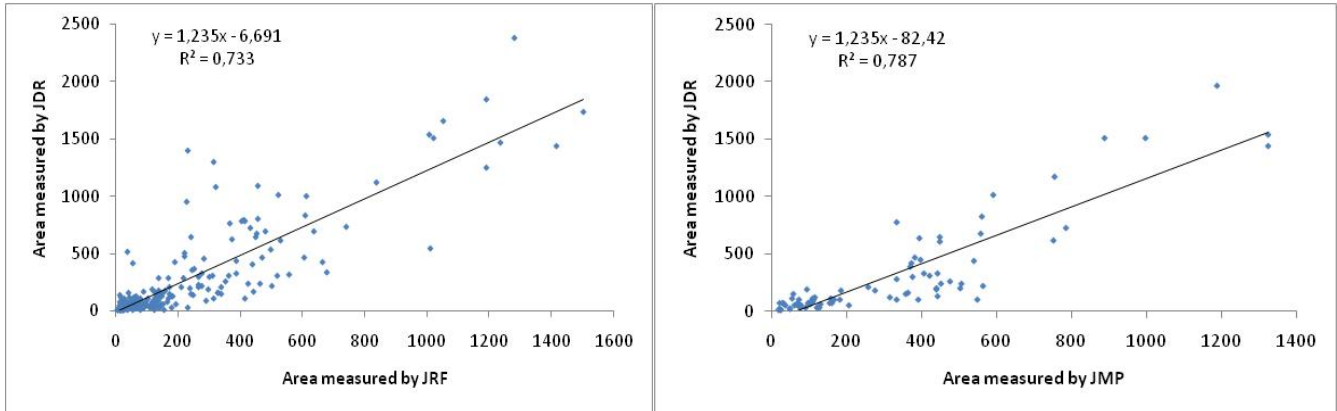 2500
y = 1,235x - 6,691
R² = 0,733
2000
1500
1000
500
0
0 200 400 600 800 1000 1200 1400 1600
Area measured by JDR
Area measured by JRF
2500
y = 1,235x - 82,42
R² = 0,787
2000
1500
1000
500
0
0 200 400 600 800 1000 1200 1400
Area measured by JDR
Area measured by JMP